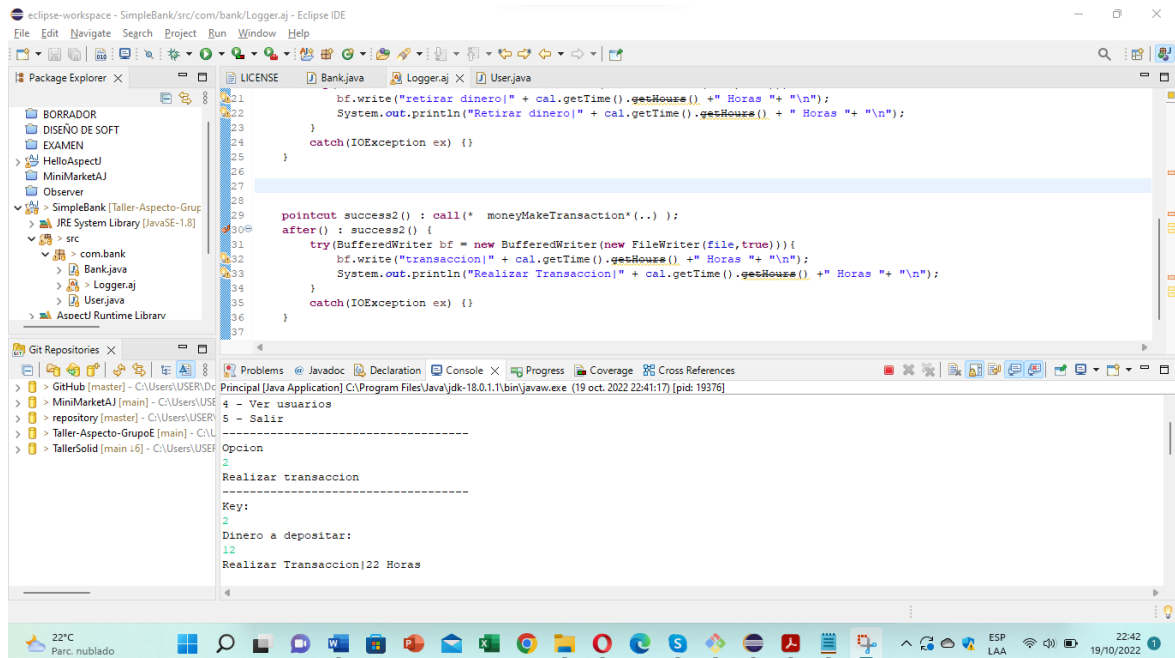 eclipse-workspace - SimpleBank/src/com/bank/Logger.aj - Eclipse IDE
File Edit Navigate Search Project Run Window Help
Package Explorer
BORRADOR
DISEÑO DE SOFT
EXAMEN
HelloAspectJ
MiniMarketAJ
Observer
> SimpleBank [Taller-Aspecto-Grup
JRE System Library [JavaSE-1.8]
> src
> com.bank
Bank.java
> Logger.aj
User.java
AspectJ Runtime Library
LICENSE Bank.java Logger.aj User.java
21 bf.write("retirar dinero|" + cal.getTime().getHours() +" Horas "+ "\n");
22 System.out.println("Retirar dinero|" + cal.getTime().getHours() + " Horas "+ "\n");
23 }
24 catch(IOException ex) {}
25 }
26
27
28
29 pointcut success2() : call(* moneyMakeTransaction*(..) );
30 after() : success2() {
31 try(BufferedWriter bf = new BufferedWriter(new FileWriter(file,true))){
32 bf.write("transaccion|" + cal.getTime().getHours() +" Horas "+ "\n");
33 System.out.println("Realizar Transaccion|" + cal.getTime().getHours() +" Horas "+ "\n");
34 }
35 catch(IOException ex) {}
36 }
37
Git Repositories
> GitHub [master] - C:\Users\USER\Do
> MiniMarketAJ [main] - C:\Users\USE
> repository [master] - C:\Users\USER\
> Taller-Aspecto-GrupoE [main] - C:\U
> TallerSolid [main ↓6] - C:\Users\USEF
Problems @ Javadoc Declaration Console Progress Coverage Cross References
Principal [Java Application] C:\Program Files\Java\jdk-18.0.1.1\bin\javaw.exe (19 oct. 2022 22:41:17) [pid: 19376]
4 - Ver usuarios
5 - Salir
------------------------------------
Opcion
2
Realizar transaccion
------------------------------------
Key:
2
Dinero a depositar:
12
Realizar Transaccion|22 Horas
22°C
Parc. nublado
ESP
LAA
22:42
19/10/2022
1